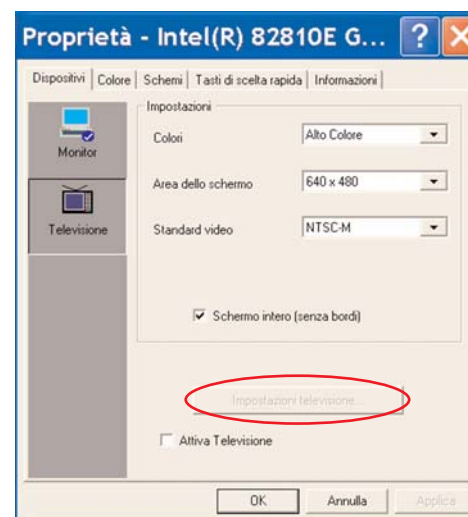 Proprietà - Intel(R) 82810E G...
Dispositivi Colore Schemi Tasti di scelta rapida Informazioni
Impostazioni
Monitor
Colori Alto Colore
Area dello schermo 640 x 480
Televisione
Standard video NTSC-M
Schermo intero (senza bordi)
Impostazioni televisione...
Attiva Televisione
OK Annulla Applica